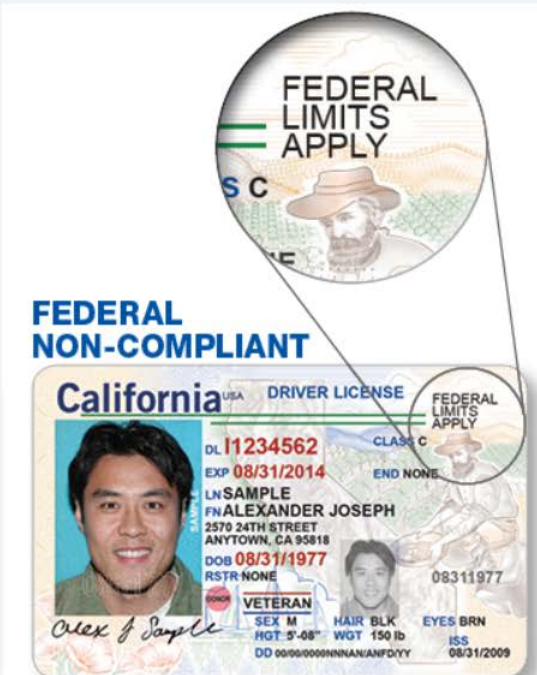 FEDERAL
LIMITS
APPLY
S C
FEDERAL
NON-COMPLIANT
California USA DRIVER LICENSE
FEDERAL
LIMITS
APPLY
DL I1234562 CLASS C
EXP 08/31/2014 END NONE
LN SAMPLE
FN ALEXANDER JOSEPH
2570 24TH STREET
ANYTOWN, CA 95818
DOB 08/31/1977
RSTR NONE 08311977
DONOR VETERAN
SEX M HAIR BLK EYES BRN
HGT 5'-08" WGT 150 lb ISS
DD 00/00/0000NNNAN/ANFD/YY 08/31/2009
SAMPLE
Alex J Sample